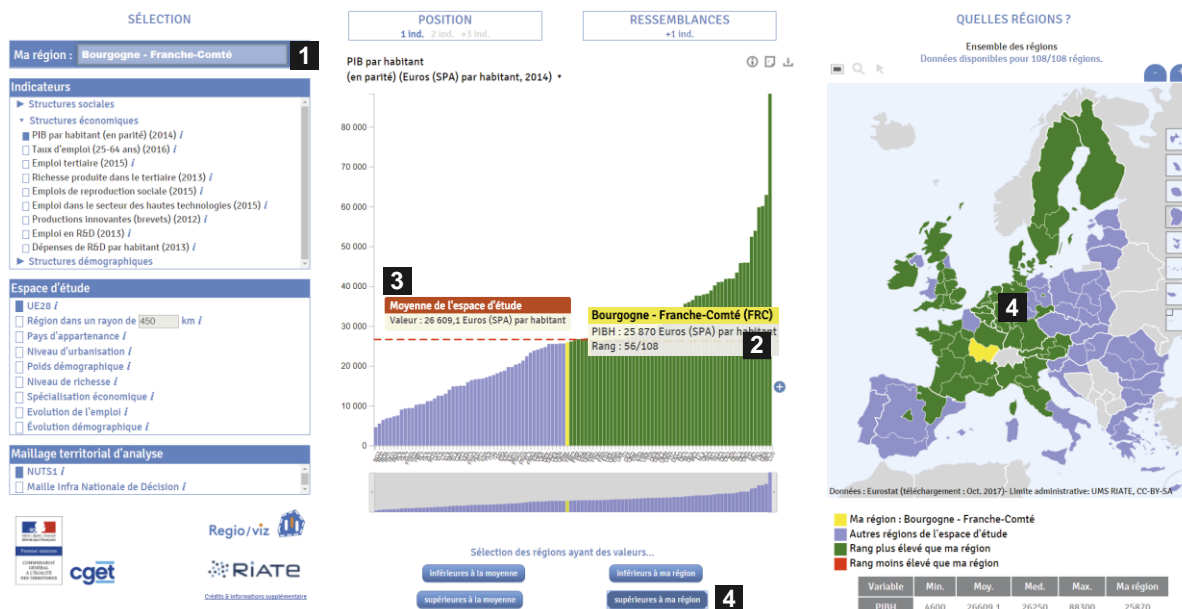 SÉLECTION
Ma région : Bourgogne - Franche-Comté
1
Indicateurs
Structures sociales
Structures économiques
PIB par habitant (en parité) (2014) i
Taux d'emploi (25-64 ans) (2016) i
Emploi tertiaire (2015) i
Richesse produite dans le tertiaire (2013) i
Emplois de reproduction sociale (2015) i
Emploi dans le secteur des hautes technologies (2015) i
Productions innovantes (brevets) (2012) i
Emploi en R&D (2013) i
Dépenses de R&D par habitant (2013) i
Structures démographiques
Espace d'étude
UE28 i
Région dans un rayon de 450 km i
Pays d'appartenance i
Niveau d'urbanisation i
Poids démographique i
Niveau de richesse i
Spécialisation économique i
Evolution de l'emploi i
Évolution démographique i
Maillage territorial d'analyse
NUTS1 i
Maille Infra Nationale de Décision i
Premier ministre
COMMISSARIAT
GÉNÉRAL
À L'ÉGALITÉ
DES TERRITOIRES
cget
Regio/viz
RIATE
Crédits & informations supplémentaire
POSITION
1 ind. 2 ind. +3 ind.
RESSEMBLANCES
+1 ind.
PIB par habitant
(en parité) (Euros (SPA) par habitant, 2014)
80 000
70 000
60 000
50 000
40 000
30 000
20 000
10 000
0
3
Moyenne de l'espace d'étude
Valeur : 26 609,1 Euros (SPA) par habitant
Bourgogne - Franche-Comté (FRC)
PIBH : 25 870 Euros (SPA) par habitant
Rang : 56/108
2
Sélection des régions ayant des valeurs...
inférieures à la moyenne
inférieurs à ma région
supérieures à la moyenne
supérieures à ma région
4
QUELLES RÉGIONS ?
Ensemble des régions
Données disponibles pour 108/108 régions.
4
Données : Eurostat (téléchargement : Oct. 2017)- Limite administrative: UMS RIATE, CC-BY-SA
Ma région : Bourgogne - Franche-Comté
Autres régions de l'espace d'étude
Rang plus élevé que ma région
Rang moins élevé que ma région
Variable Min. Moy. Med. Max. Ma région
PIBH 4600 26609.1 26250 88300 25870